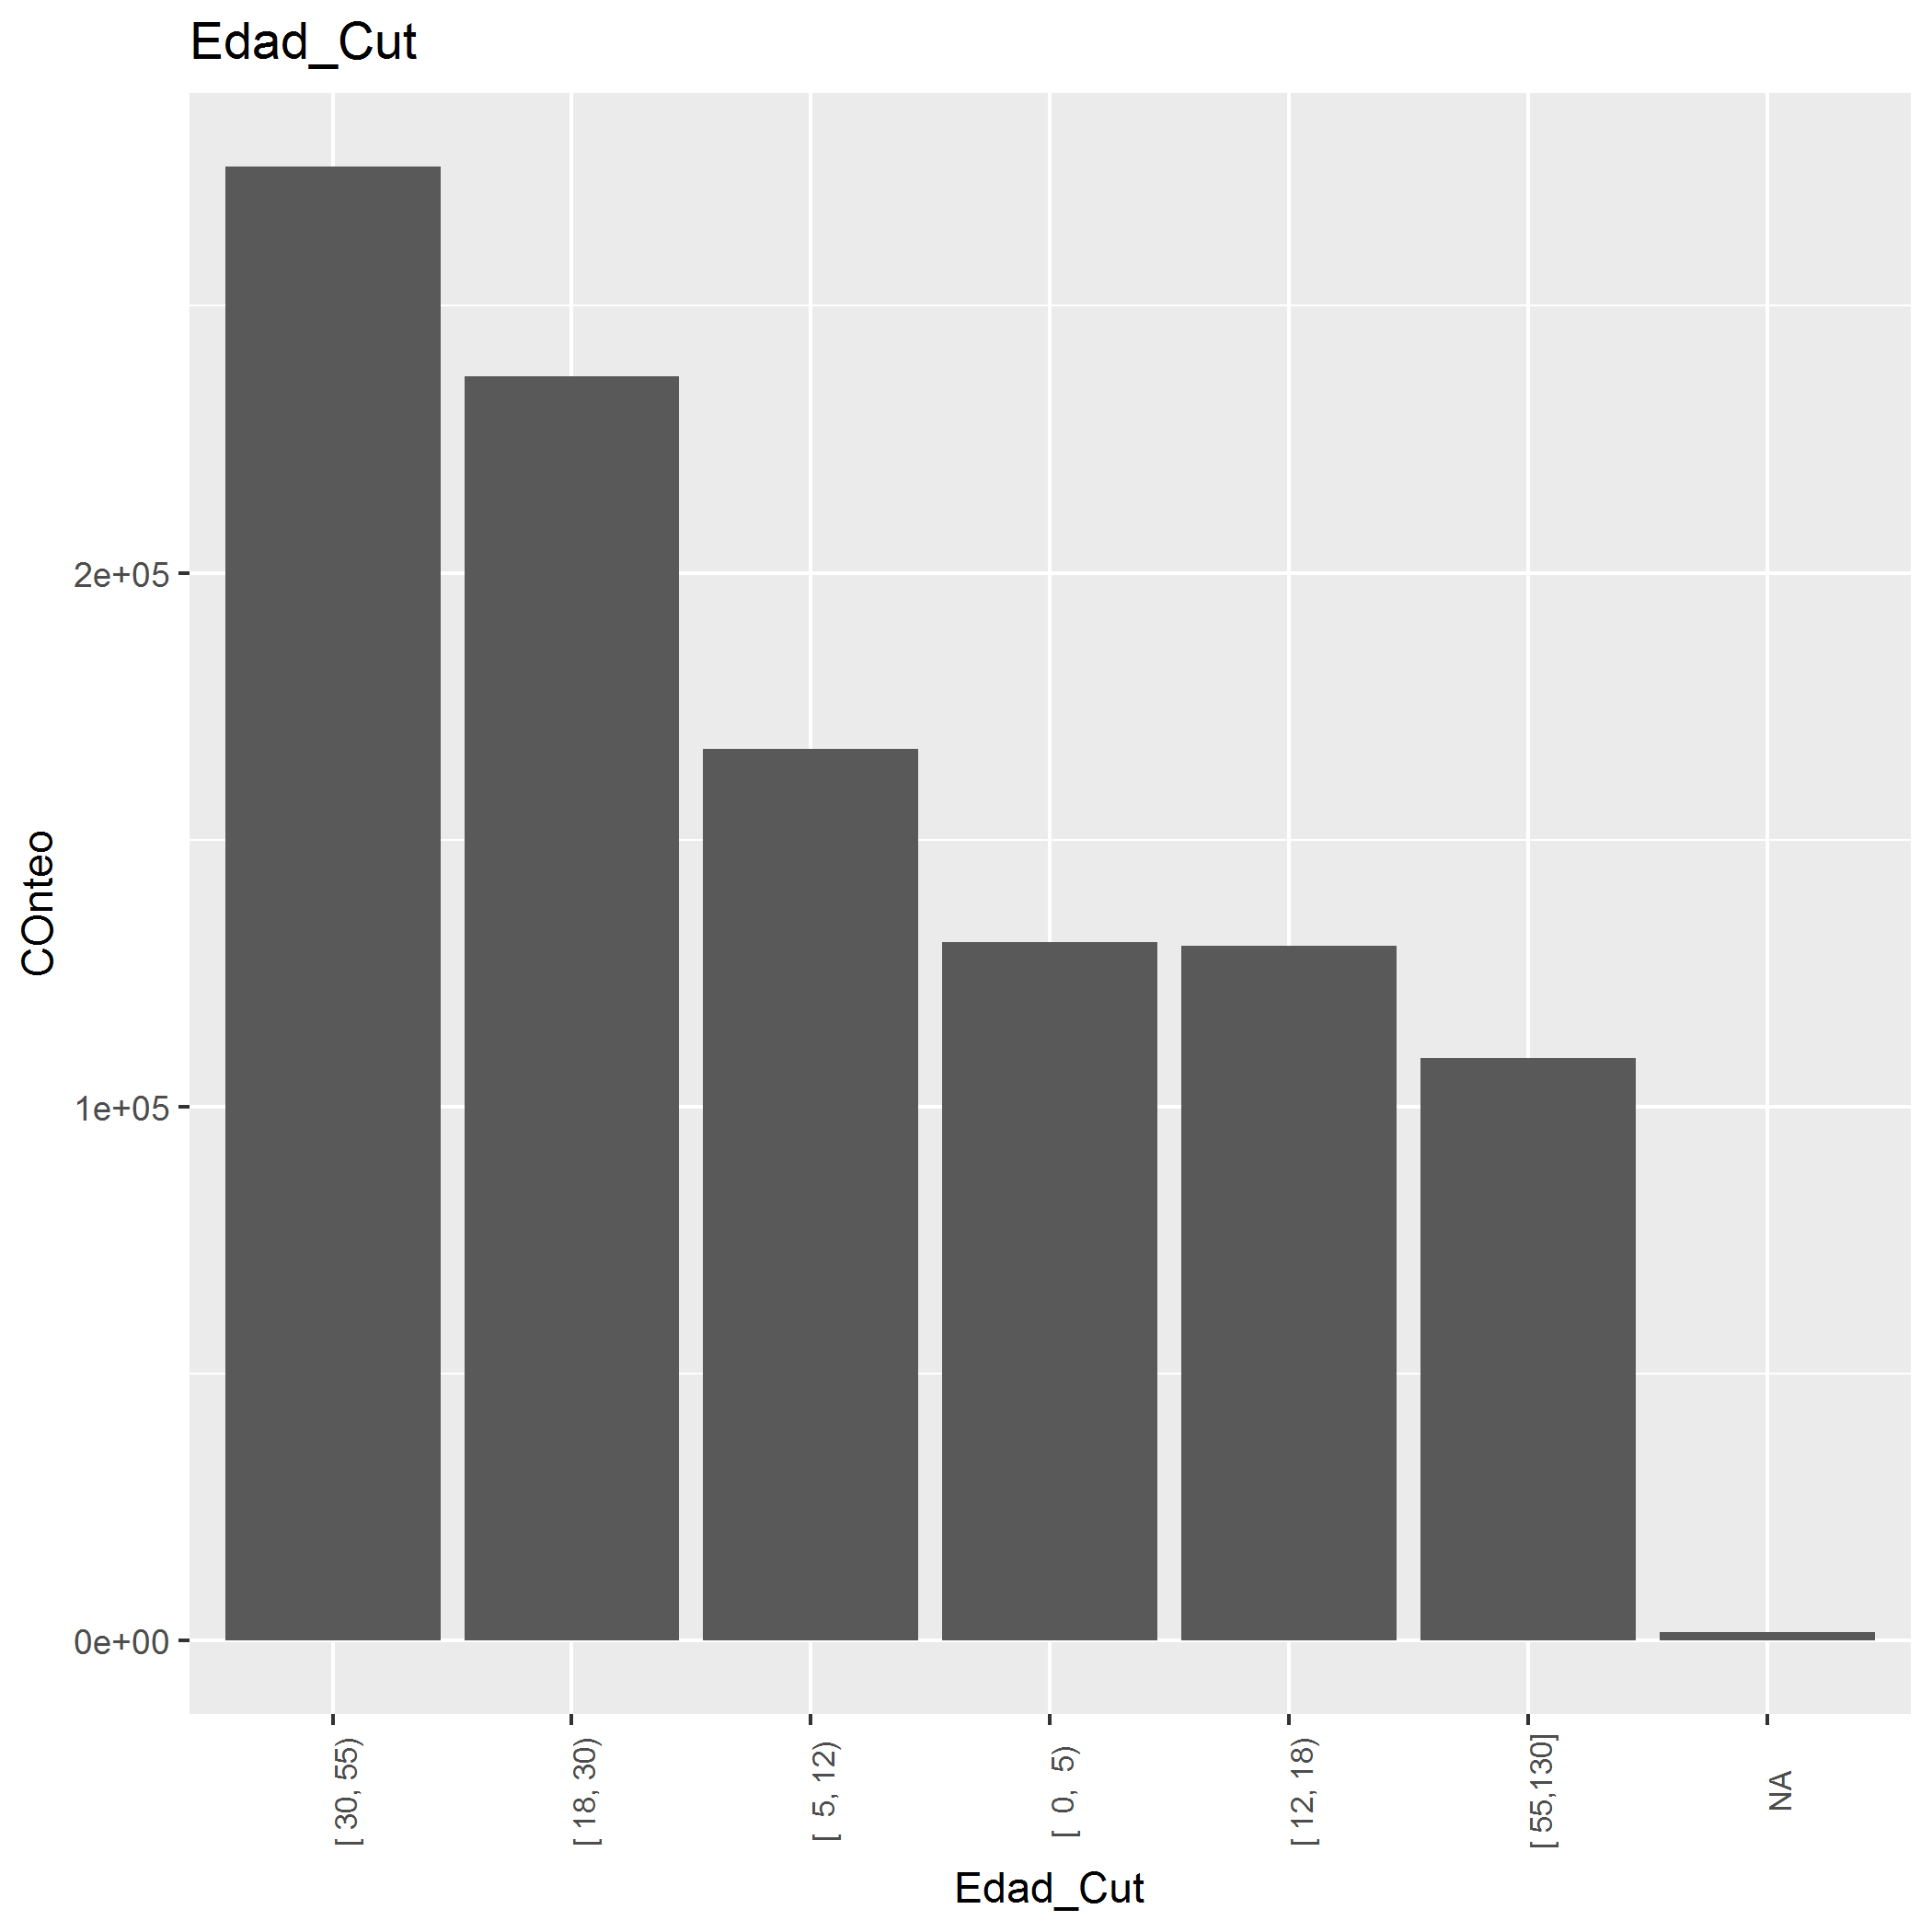 Edad_Cut
COnteo
2e+05
1e+05
0e+00
[ 30, 55)
[ 18, 30)
[  5, 12)
[  0,  5)
[ 12, 18)
[ 55,130]
NA
Edad_Cut